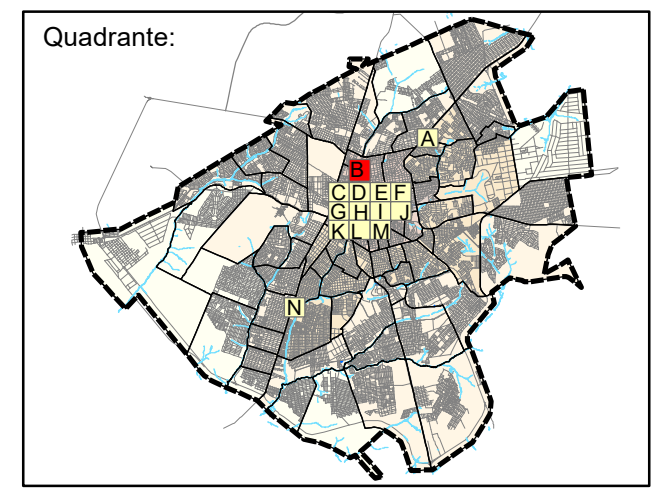 Quadrante:
A
B
C D E F
G H I J
K L M
N